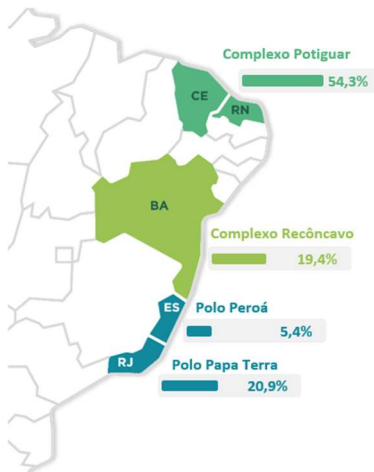 Complexo Potiguar
CE
54,3%
RN
BA
Complexo Recôncavo
19,4%
ES
Polo Peroá
5,4%
RJ
Polo Papa Terra
20,9%